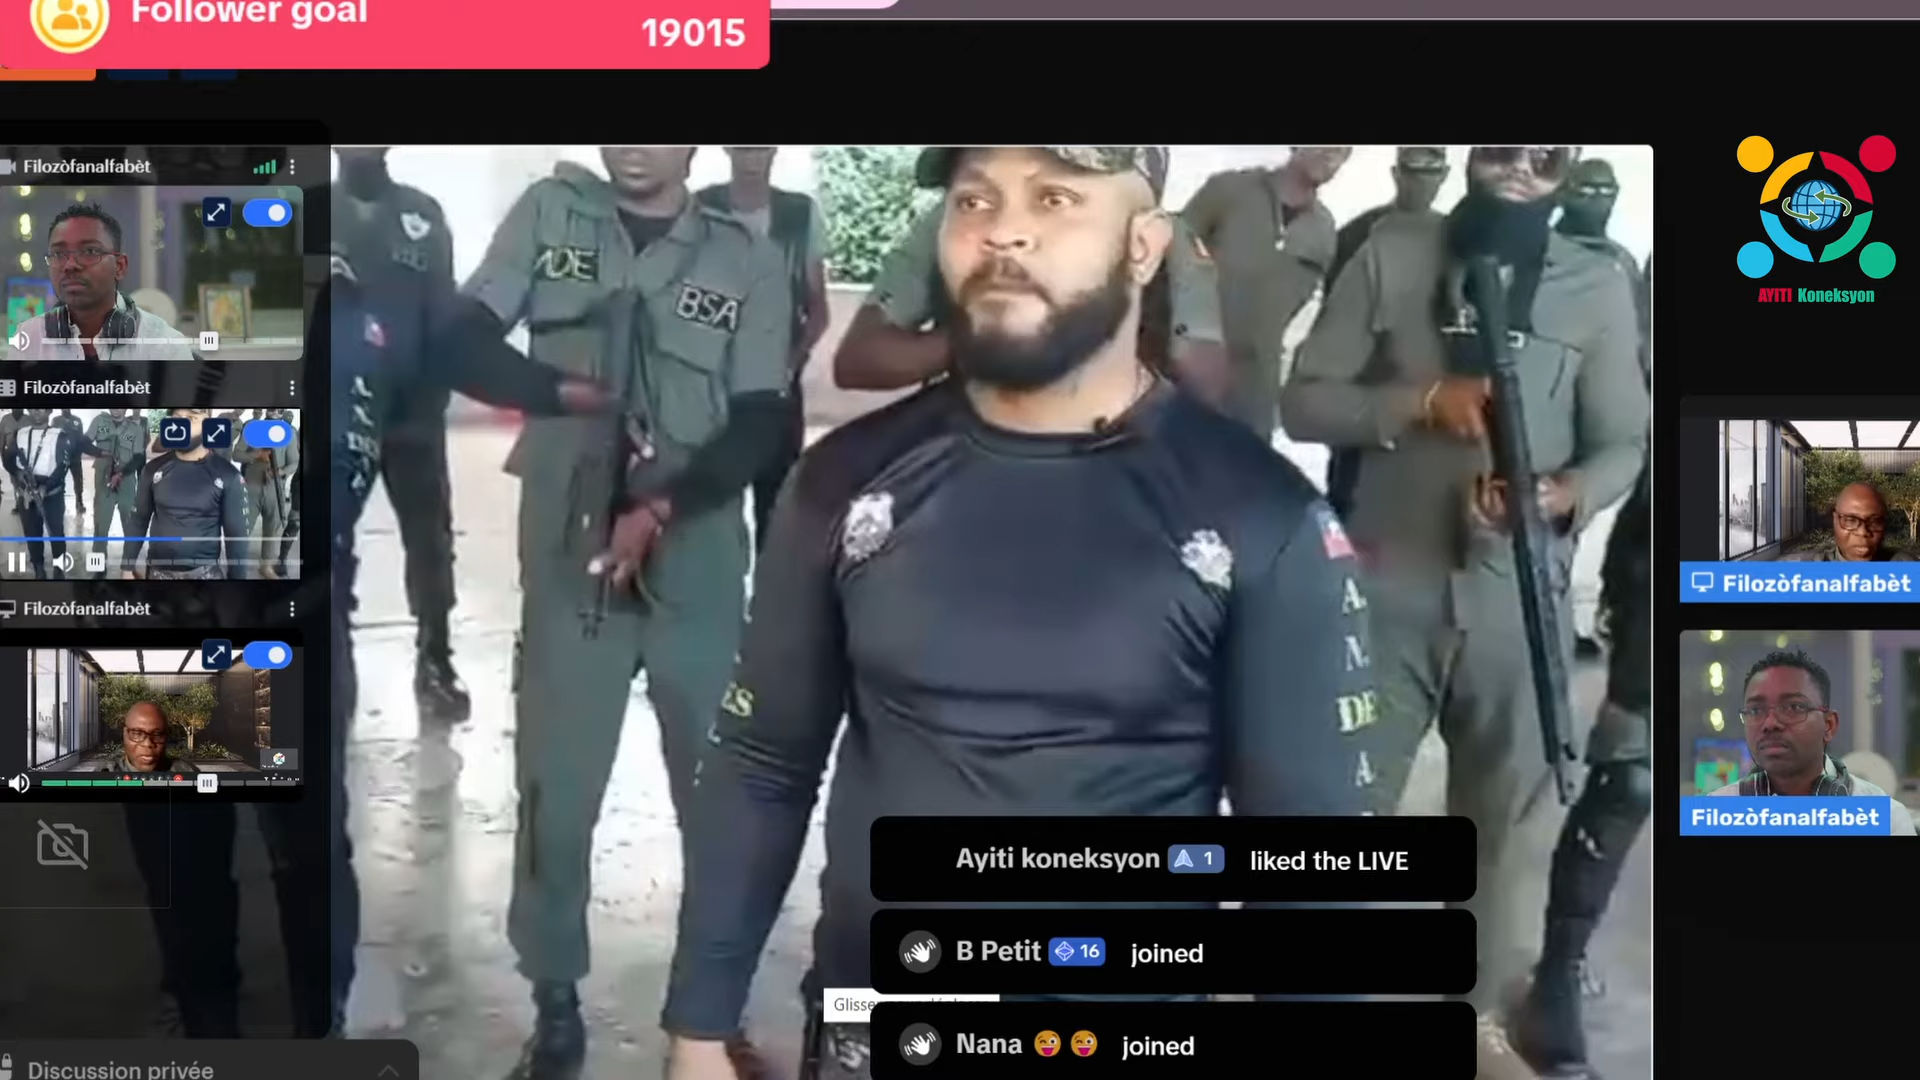 Follower goal
19015
Filozòfanalfabèt
Filozòfanalfabèt
Filozòfanalfabèt
ADE
BSA
AYITI Koneksyon
Filozòfanalfabèt
Filozòfanalfabèt
Ayiti koneksyon 1 liked the LIVE
B Petit 16 joined
Nana 😜 😜 joined
Discussion privée